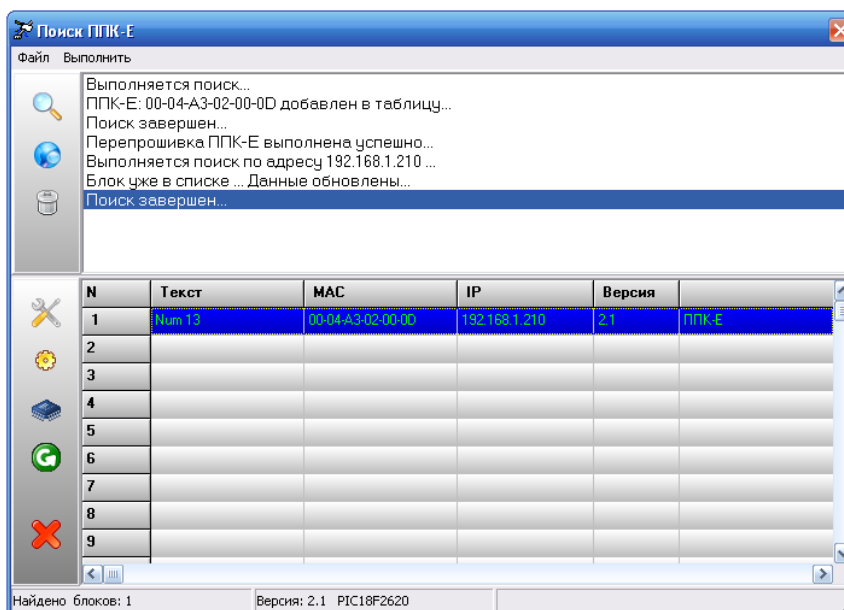 Поиск ППК-Е
Файл Выполнить
Выполняется поиск...
ППК-Е: 00-04-A3-02-00-0D добавлен в таблицу...
Поиск завершен...
Перепрошивка ППК-Е выполнена успешно...
Выполняется поиск по адресу 192.168.1.210 ...
Блок уже в списке ... Данные обновлены...
Поиск завершен...
N Текст MAC IP Версия
1 Num 13 00-04-A3-02-00-0D 192.168.1.210 2.1 ППК-Е
2
3
4
5
6
7
8
9
Найдено блоков: 1 Версия: 2.1 PIC18F2620